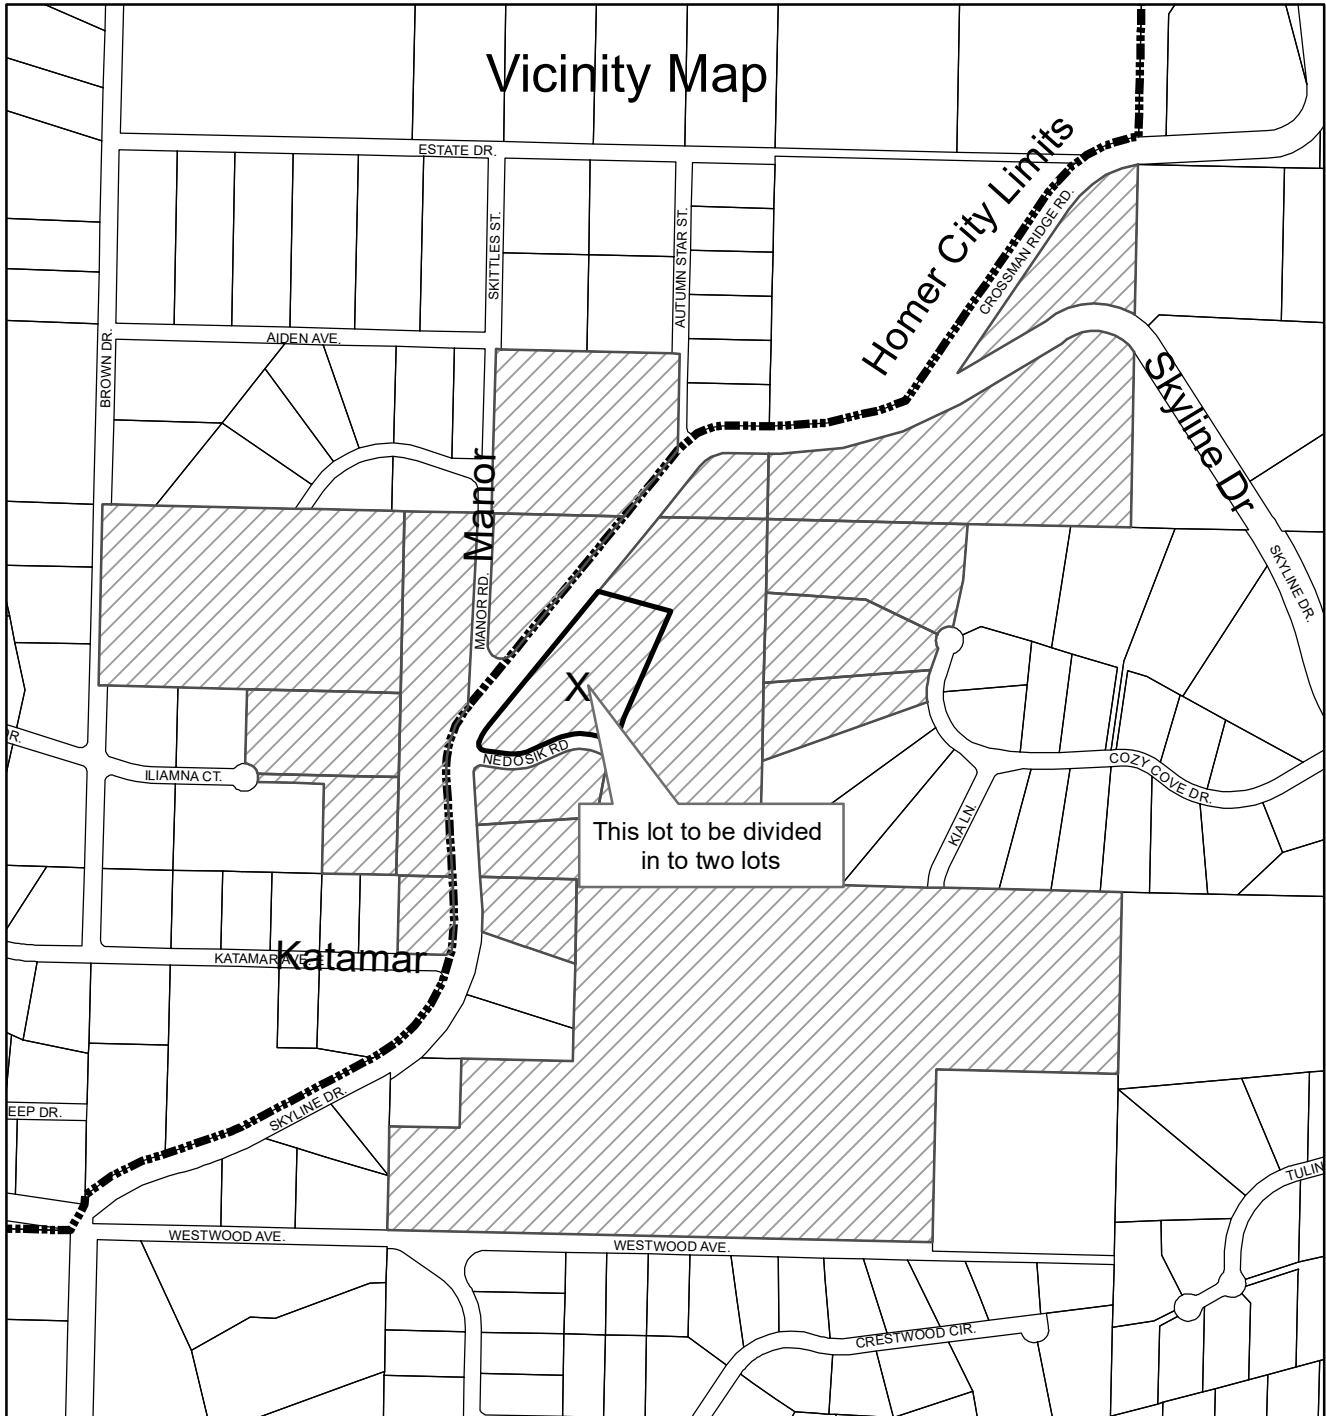 Vicinity Map
ESTATE DR.
Homer City Limits
CROSSMAN RIDGE RD.
SKITTLES ST.
AUTUMN STAR ST.
BROWN DR.
AIDEN AVE.
Skyline Dr
Manor
MANOR RD.
SKYLINE DR.
X
NEDOSIK RD
R.
ILIAMNA CT.
COZY COVE DR.
KIA LN.
This lot to be divided
in to two lots
KATAMAR AVE. E
Katamar
SKYLINE DR.
EEP DR.
TULIN
WESTWOOD AVE.
WESTWOOD AVE.
CRESTWOOD CIR.